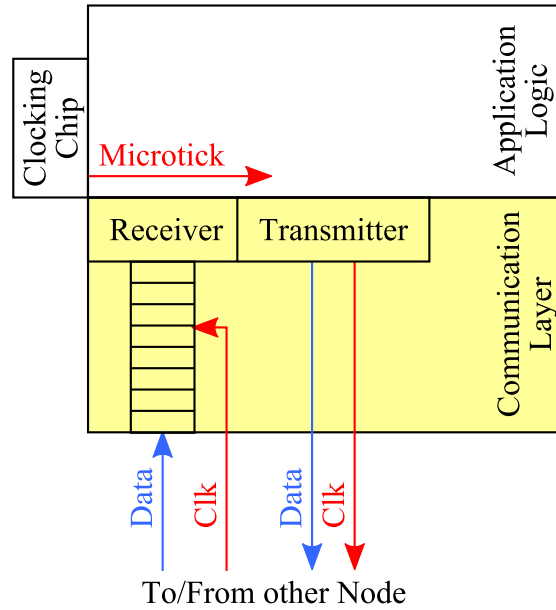 Clocking
Chip
Application
Logic
Microtick
Receiver
Transmitter
Communication
Layer
Data
Clk
Data
Clk
To/From other Node